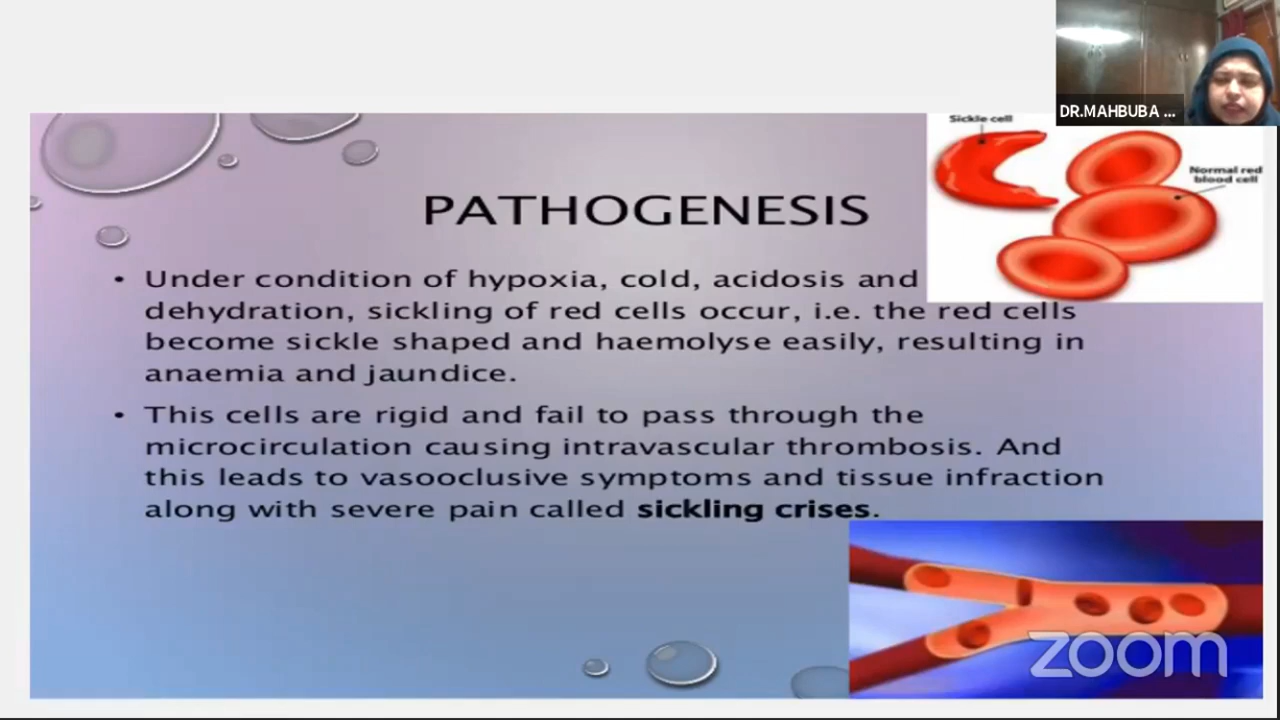 DR.MAHBUBA ...
Sickle cell
Normal red
blood cell
PATHOGENESIS
• Under condition of hypoxia, cold, acidosis and
dehydration, sickling of red cells occur, i.e. the red cells
become sickle shaped and haemolyse easily, resulting in
anaemia and jaundice.
• This cells are rigid and fail to pass through the
microcirculation causing intravascular thrombosis. And
this leads to vasooclusive symptoms and tissue infraction
along with severe pain called sickling crises.
zoom